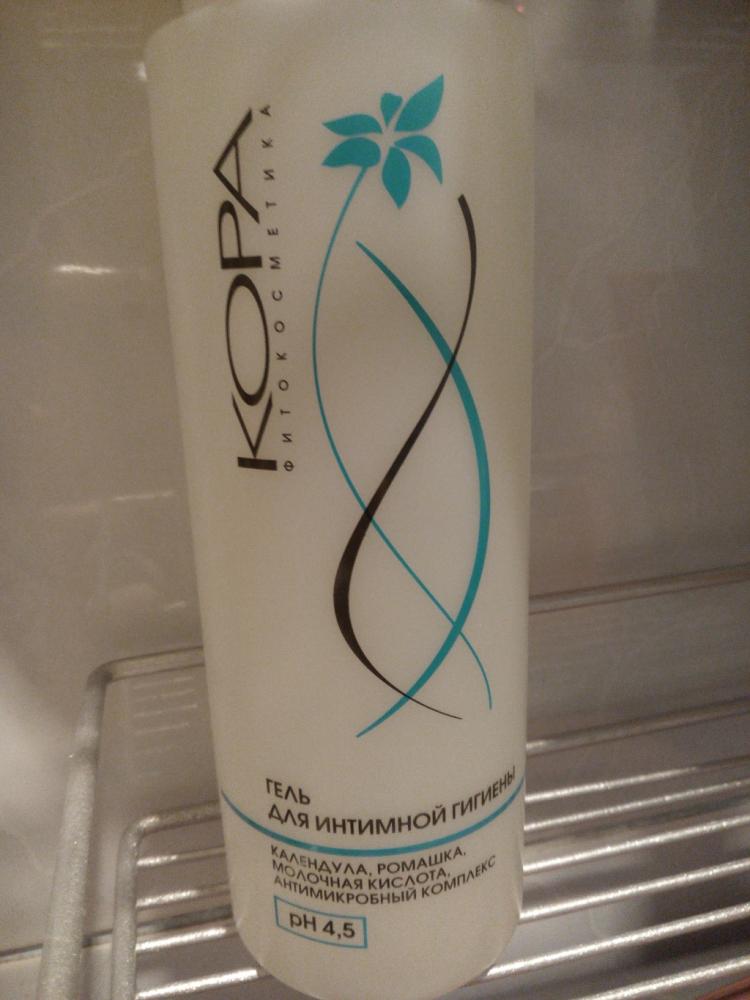 КОРА
ФИТОКОСМЕТИКА
ГЕЛЬ
ДЛЯ ИНТИМНОЙ ГИГИЕНЫ
КАЛЕНДУЛА, РОМАШКА,
МОЛОЧНАЯ КИСЛОТА,
АНТИМИКРОБНЫЙ КОМПЛЕКС
pH 4,5